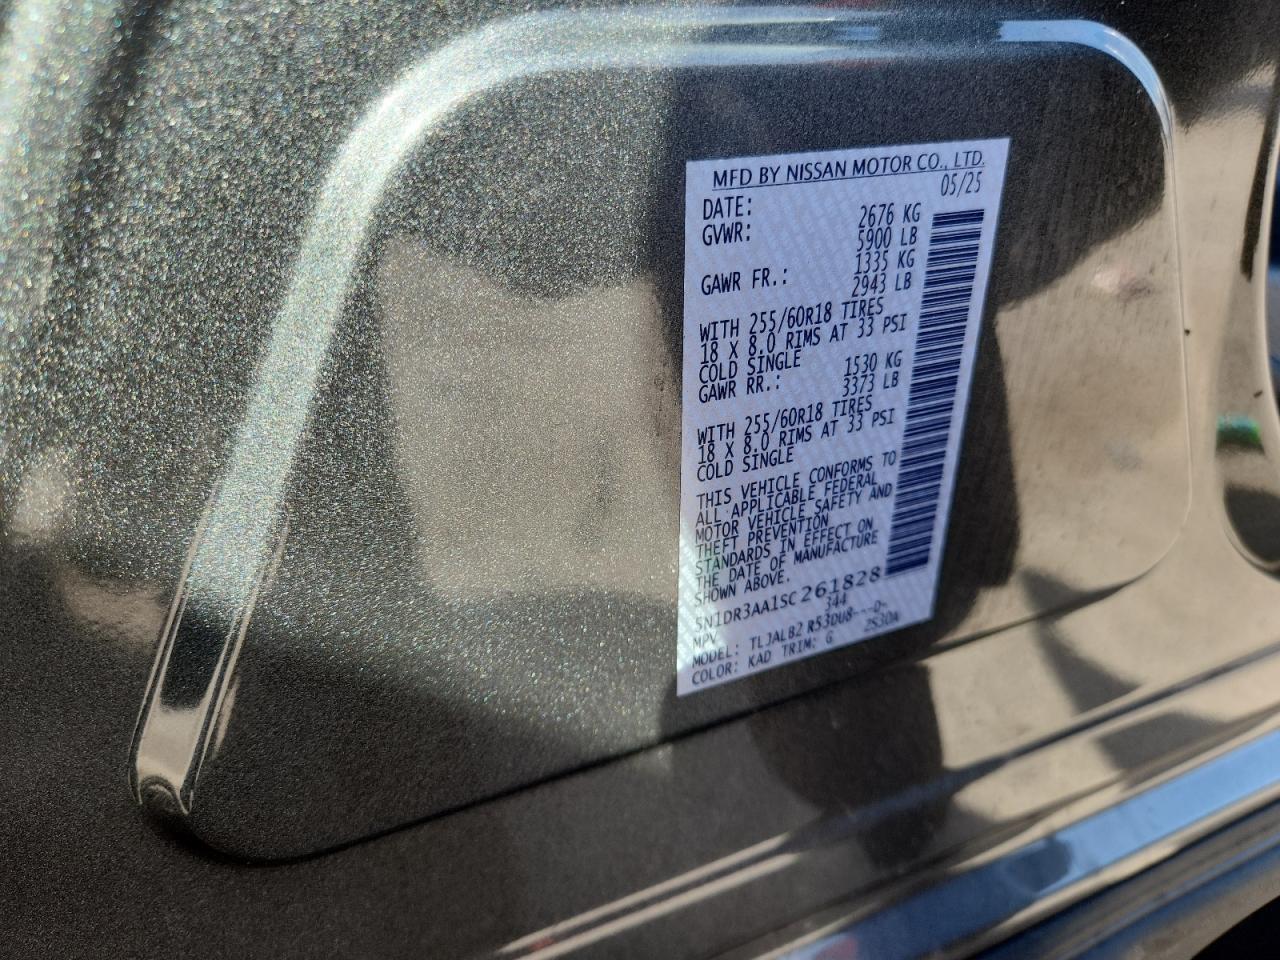 MFD BY NISSAN MOTOR CO., LTD.
DATE: 05/25
GVWR: 2676 KG
5900 LB
GAWR FR.: 1335 KG
2943 LB
WITH 255/60R18 TIRES
18 X 8.0 RIMS AT 33 PSI
COLD SINGLE
GAWR RR.: 1530 KG
3373 LB
WITH 255/60R18 TIRES
18 X 8.0 RIMS AT 33 PSI
COLD SINGLE
THIS VEHICLE CONFORMS TO
ALL APPLICABLE FEDERAL
MOTOR VEHICLE SAFETY AND
THEFT PREVENTION
STANDARDS IN EFFECT ON
THE DATE OF MANUFACTURE
SHOWN ABOVE.
5N1DR3AA1SC261828
MPV 344
MODEL: TLJALB2 R53DU8---D-
COLOR: KAD TRIM: G